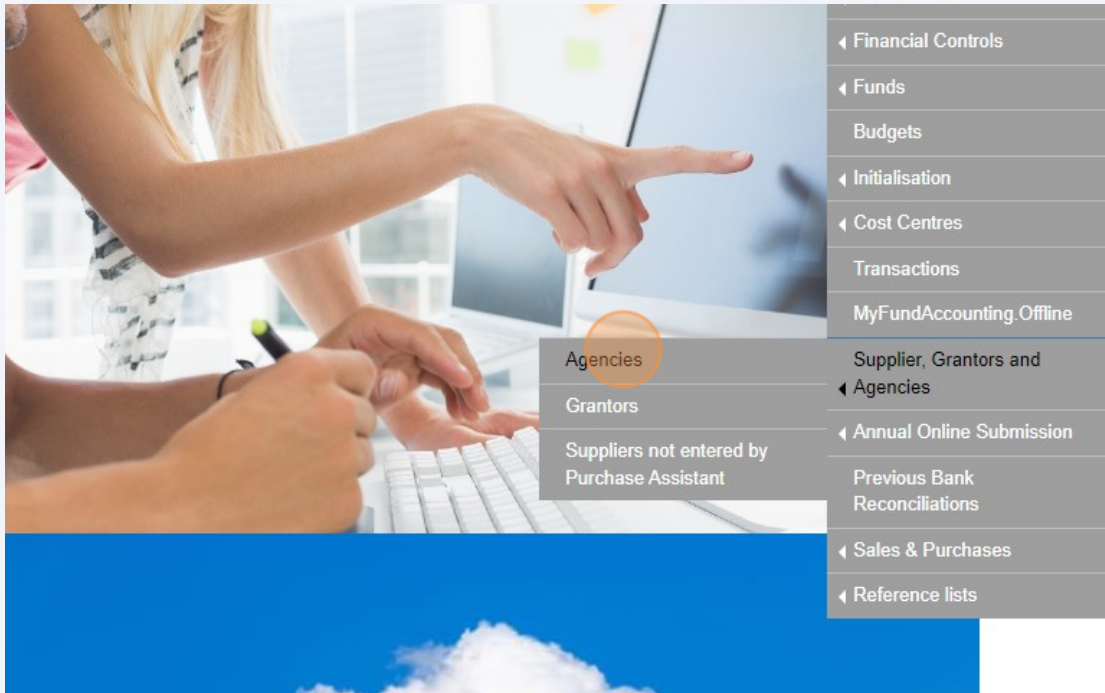 Financial Controls
Funds
Budgets
Initialisation
Cost Centres
Transactions
MyFundAccounting.Offline
Supplier, Grantors and
Agencies
Annual Online Submission
Previous Bank
Reconciliations
Sales & Purchases
Reference lists
Agencies
Grantors
Suppliers not entered by
Purchase Assistant